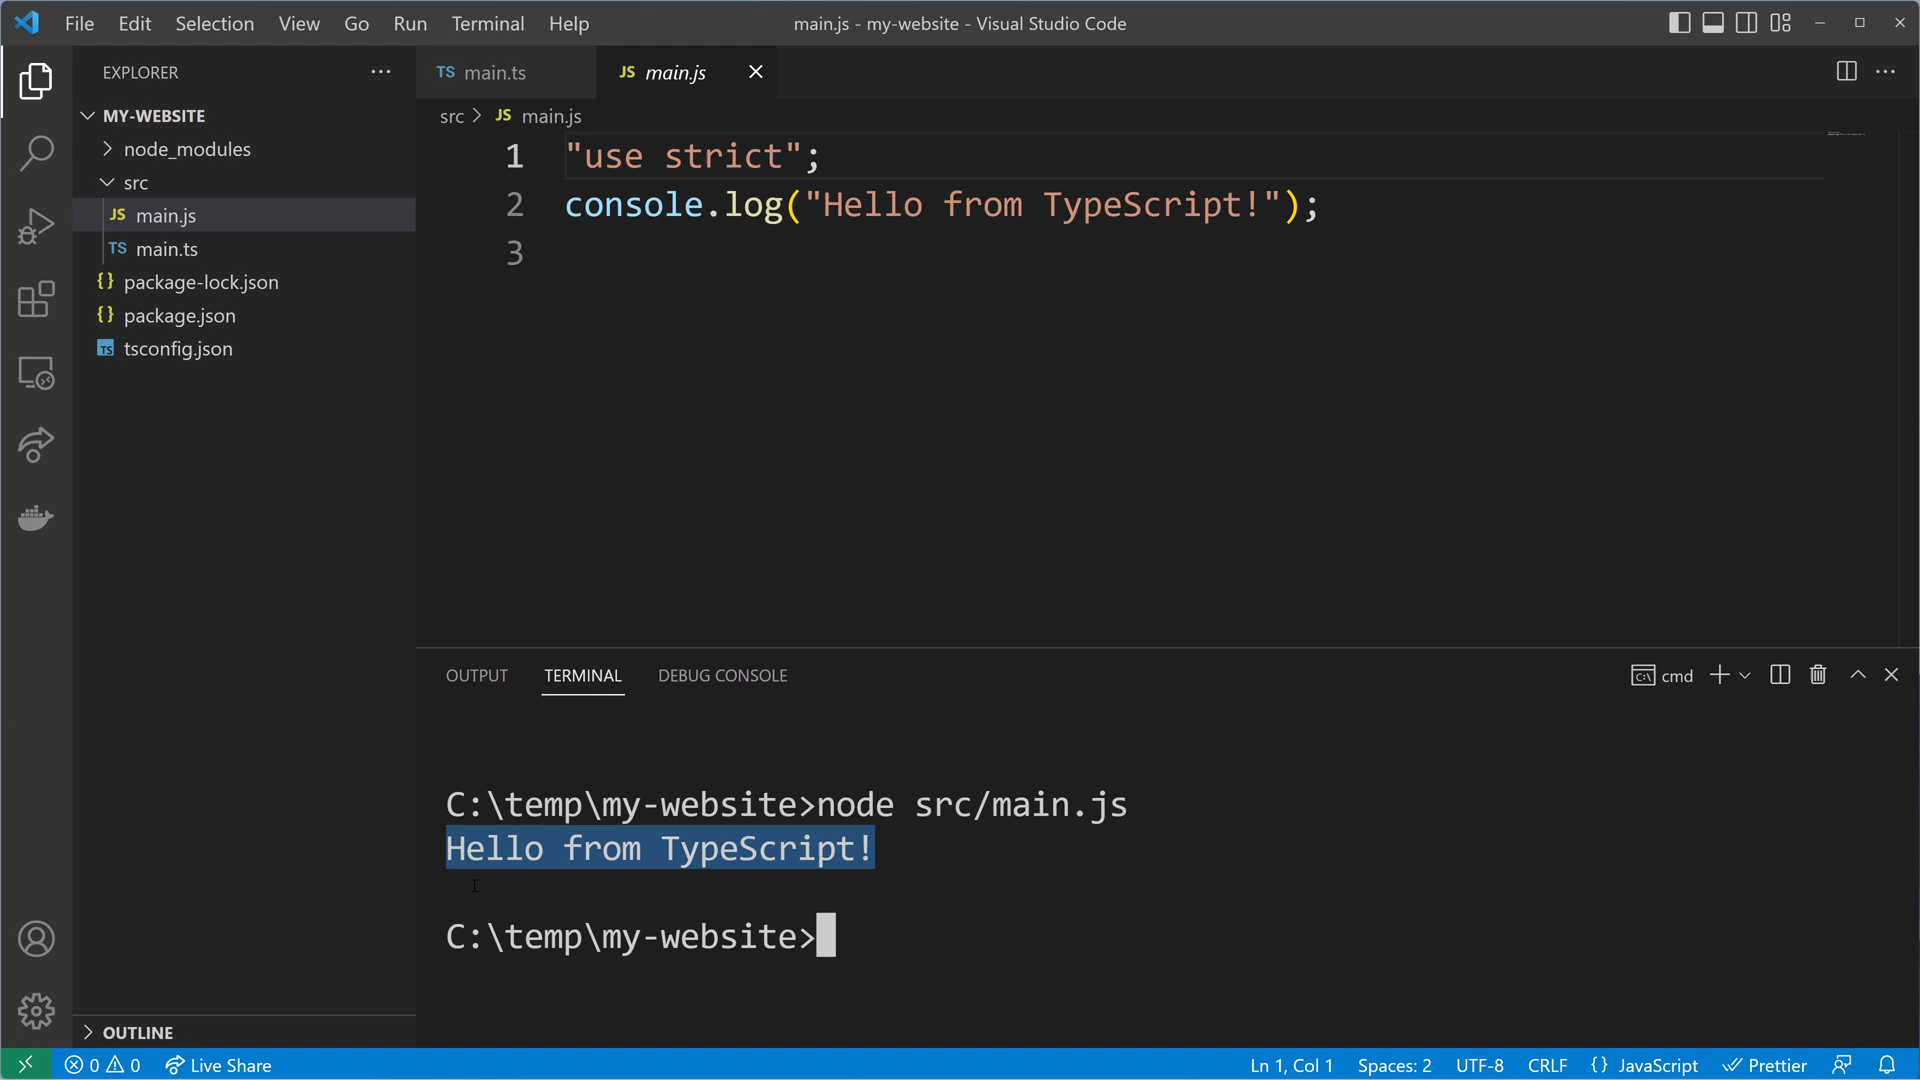 File Edit Selection View Go Run Terminal Help main.js - my-website - Visual Studio Code
EXPLORER
MY-WEBSITE
node_modules
src
JS main.js
TS main.ts
{} package-lock.json
{} package.json
TS tsconfig.json
OUTLINE
TS main.ts JS main.js
src > JS main.js
1 "use strict";
2 console.log("Hello from TypeScript!");
3
OUTPUT TERMINAL DEBUG CONSOLE cmd
C:\temp\my-website>node src/main.js
Hello from TypeScript!
C:\temp\my-website>
0 0 Live Share Ln 1, Col 1 Spaces: 2 UTF-8 CRLF {} JavaScript Prettier